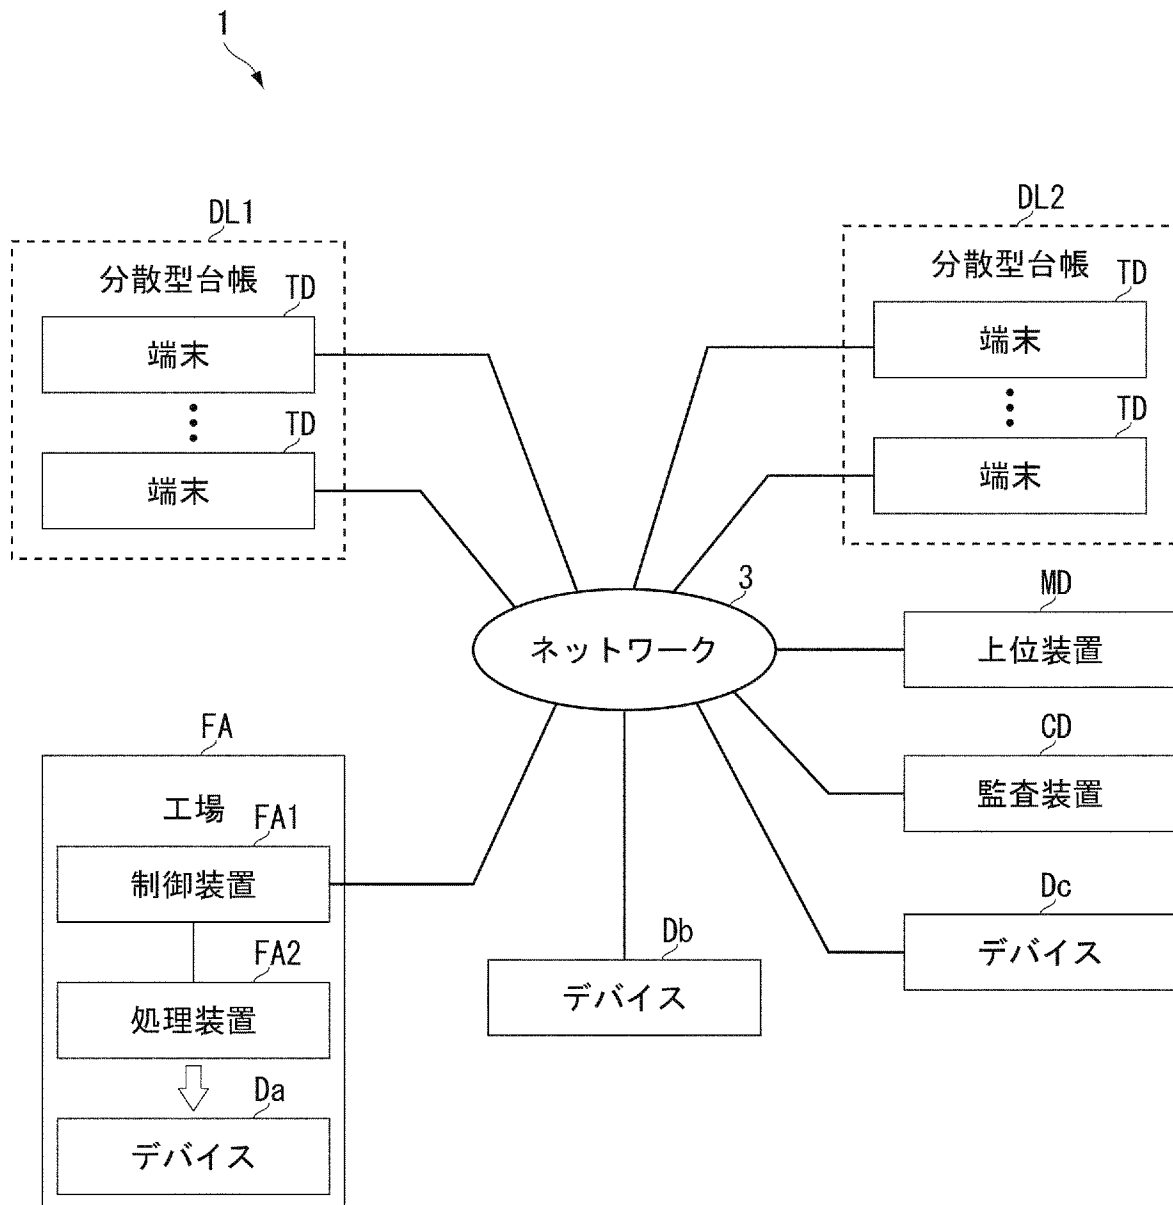 1
DL1
分散型台帳
TD
端末
TD
端末
DL2
分散型台帳
TD
端末
TD
端末
3
ネットワーク
MD
上位装置
CD
監査装置
Dc
デバイス
Db
デバイス
FA
工場
FA1
制御装置
FA2
処理装置
Da
デバイス